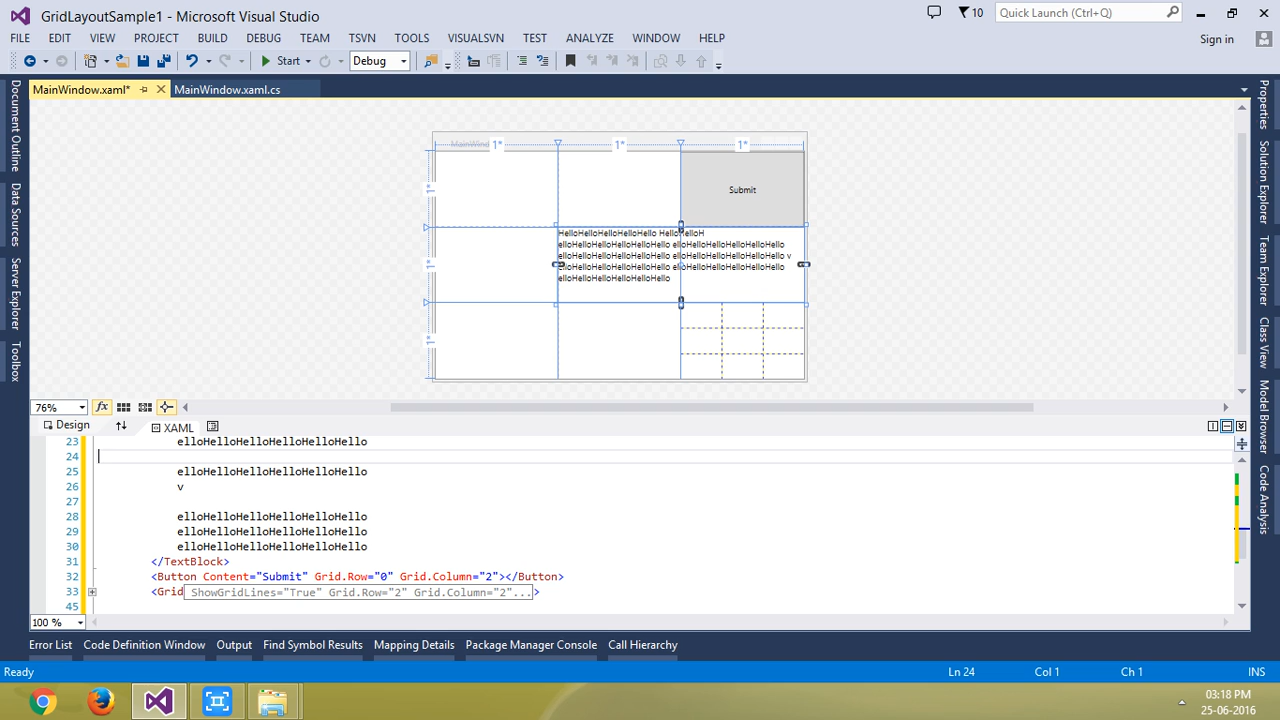 GridLayoutSample1 - Microsoft Visual Studio
10
Quick Launch (Ctrl+Q)
FILE EDIT VIEW PROJECT BUILD DEBUG TEAM TSVN TOOLS VISUALSVN TEST ANALYZE WINDOW HELP
Sign in
Start
Debug
MainWindow.xaml*
MainWindow.xaml.cs
Document Outline
Data Sources
Server Explorer
Toolbox
Properties
Solution Explorer
Team Explorer
Class View
Model Browser
Code Analysis
1* 1* 1*
1*
Submit
1*
HelloHelloHelloHelloHello
elloHelloHelloHelloHelloHello elloHelloHelloHelloHelloHello
elloHelloHelloHelloHelloHello elloHelloHelloHelloHelloHello v
elloHelloHelloHelloHelloHello elloHelloHelloHelloHelloHello
elloHelloHelloHelloHelloHello
1*
76%
fx
Design
XAML
23 elloHelloHelloHelloHelloHello
24
25 elloHelloHelloHelloHelloHello
26 v
27
28 elloHelloHelloHelloHelloHello
29 elloHelloHelloHelloHelloHello
30 elloHelloHelloHelloHelloHello
31 </TextBlock>
32 <Button Content="Submit" Grid.Row="0" Grid.Column="2"></Button>
33 <Grid ShowGridLines="True" Grid.Row="2" Grid.Column="2"...>
45
100 %
Error List Code Definition Window Output Find Symbol Results Mapping Details Package Manager Console Call Hierarchy
Ready
Ln 24 Col 1 Ch 1 INS
03:18 PM
25-06-2016